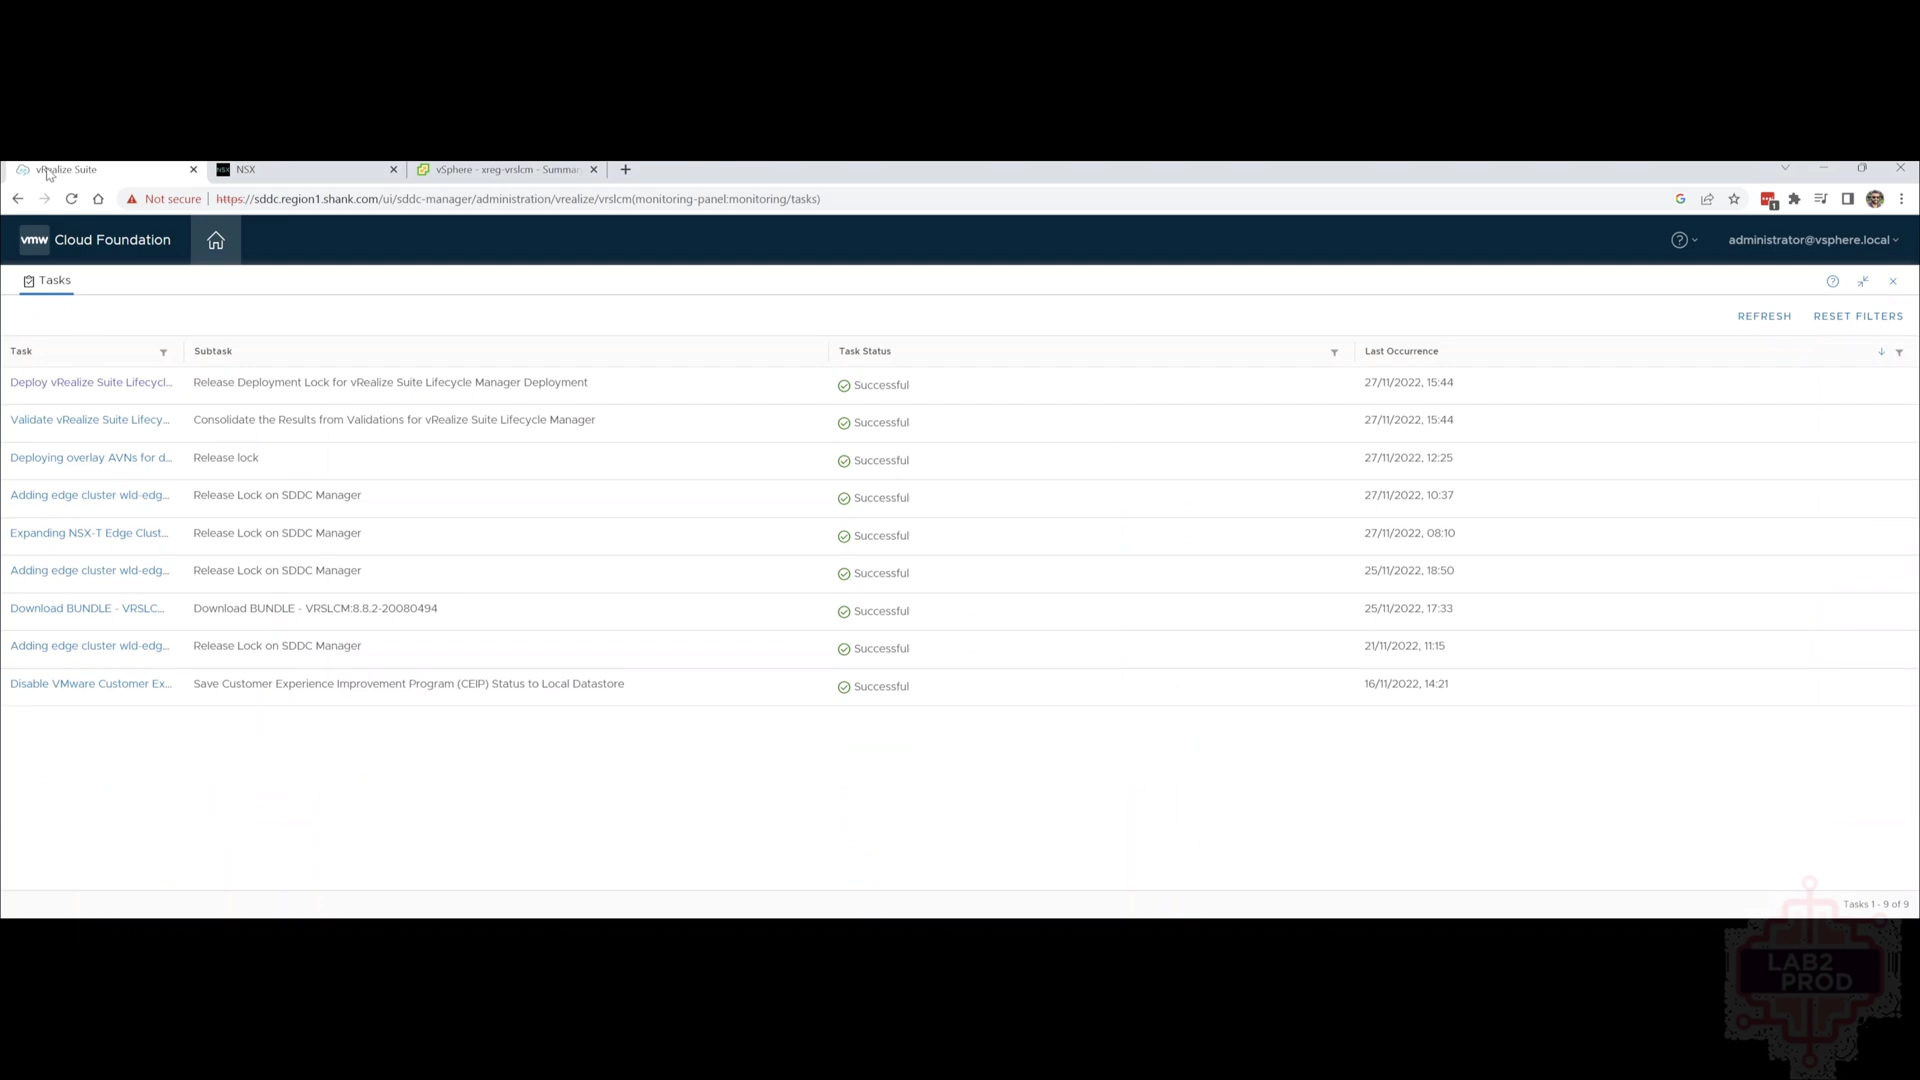 vRealize Suite
NSX
vSphere - xreg-vrslcm - Summar
Not secure https://sddc.region1.shank.com/ui/sddc-manager/administration/vrealize/vrslcm(monitoring-panel:monitoring/tasks)
vmw Cloud Foundation
administrator@vsphere.local
Tasks
REFRESH RESET FILTERS
Task Subtask Task Status Last Occurrence
Deploy vRealize Suite Lifecycl... Release Deployment Lock for vRealize Suite Lifecycle Manager Deployment Successful 27/11/2022, 15:44
Validate vRealize Suite Lifecy... Consolidate the Results from Validations for vRealize Suite Lifecycle Manager Successful 27/11/2022, 15:44
Deploying overlay AVNs for d... Release lock Successful 27/11/2022, 12:25
Adding edge cluster wld-edg... Release Lock on SDDC Manager Successful 27/11/2022, 10:37
Expanding NSX-T Edge Clust... Release Lock on SDDC Manager Successful 27/11/2022, 08:10
Adding edge cluster wld-edg... Release Lock on SDDC Manager Successful 25/11/2022, 18:50
Download BUNDLE - VRSLC... Download BUNDLE - VRSLCM:8.8.2-20080494 Successful 25/11/2022, 17:33
Adding edge cluster wld-edg... Release Lock on SDDC Manager Successful 21/11/2022, 11:15
Disable VMware Customer Ex... Save Customer Experience Improvement Program (CEIP) Status to Local Datastore Successful 16/11/2022, 14:21
Tasks 1 - 9 of 9
LAB2
PROD